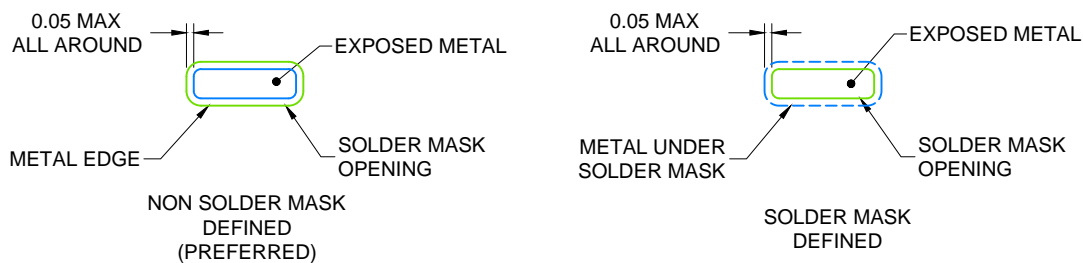 0.05 MAX
ALL AROUND
EXPOSED METAL
METAL EDGE
SOLDER MASK
OPENING
NON SOLDER MASK
DEFINED
(PREFERRED)
0.05 MAX
ALL AROUND
EXPOSED METAL
METAL UNDER
SOLDER MASK
SOLDER MASK
OPENING
SOLDER MASK
DEFINED